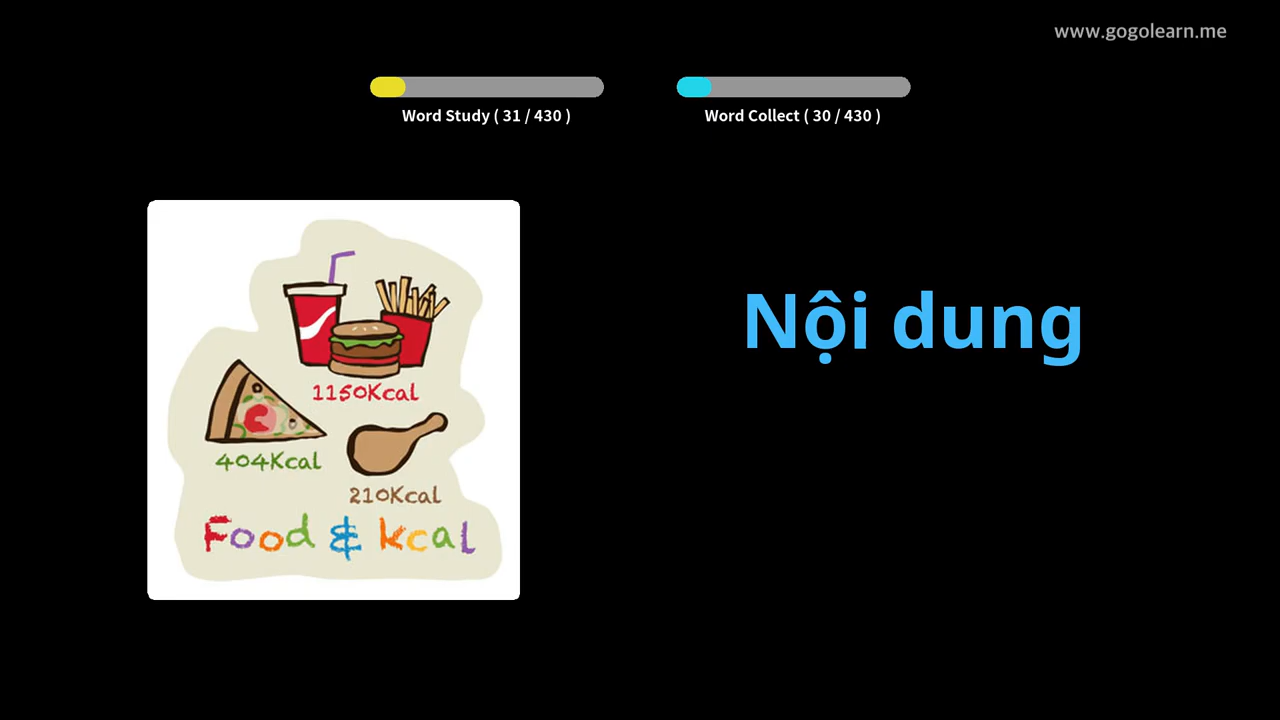 www.gogolearn.me
Word Study ( 31 / 430 )
Word Collect ( 30 / 430 )
Nội dung
1150Kcal
404Kcal
210Kcal
Food & kcal